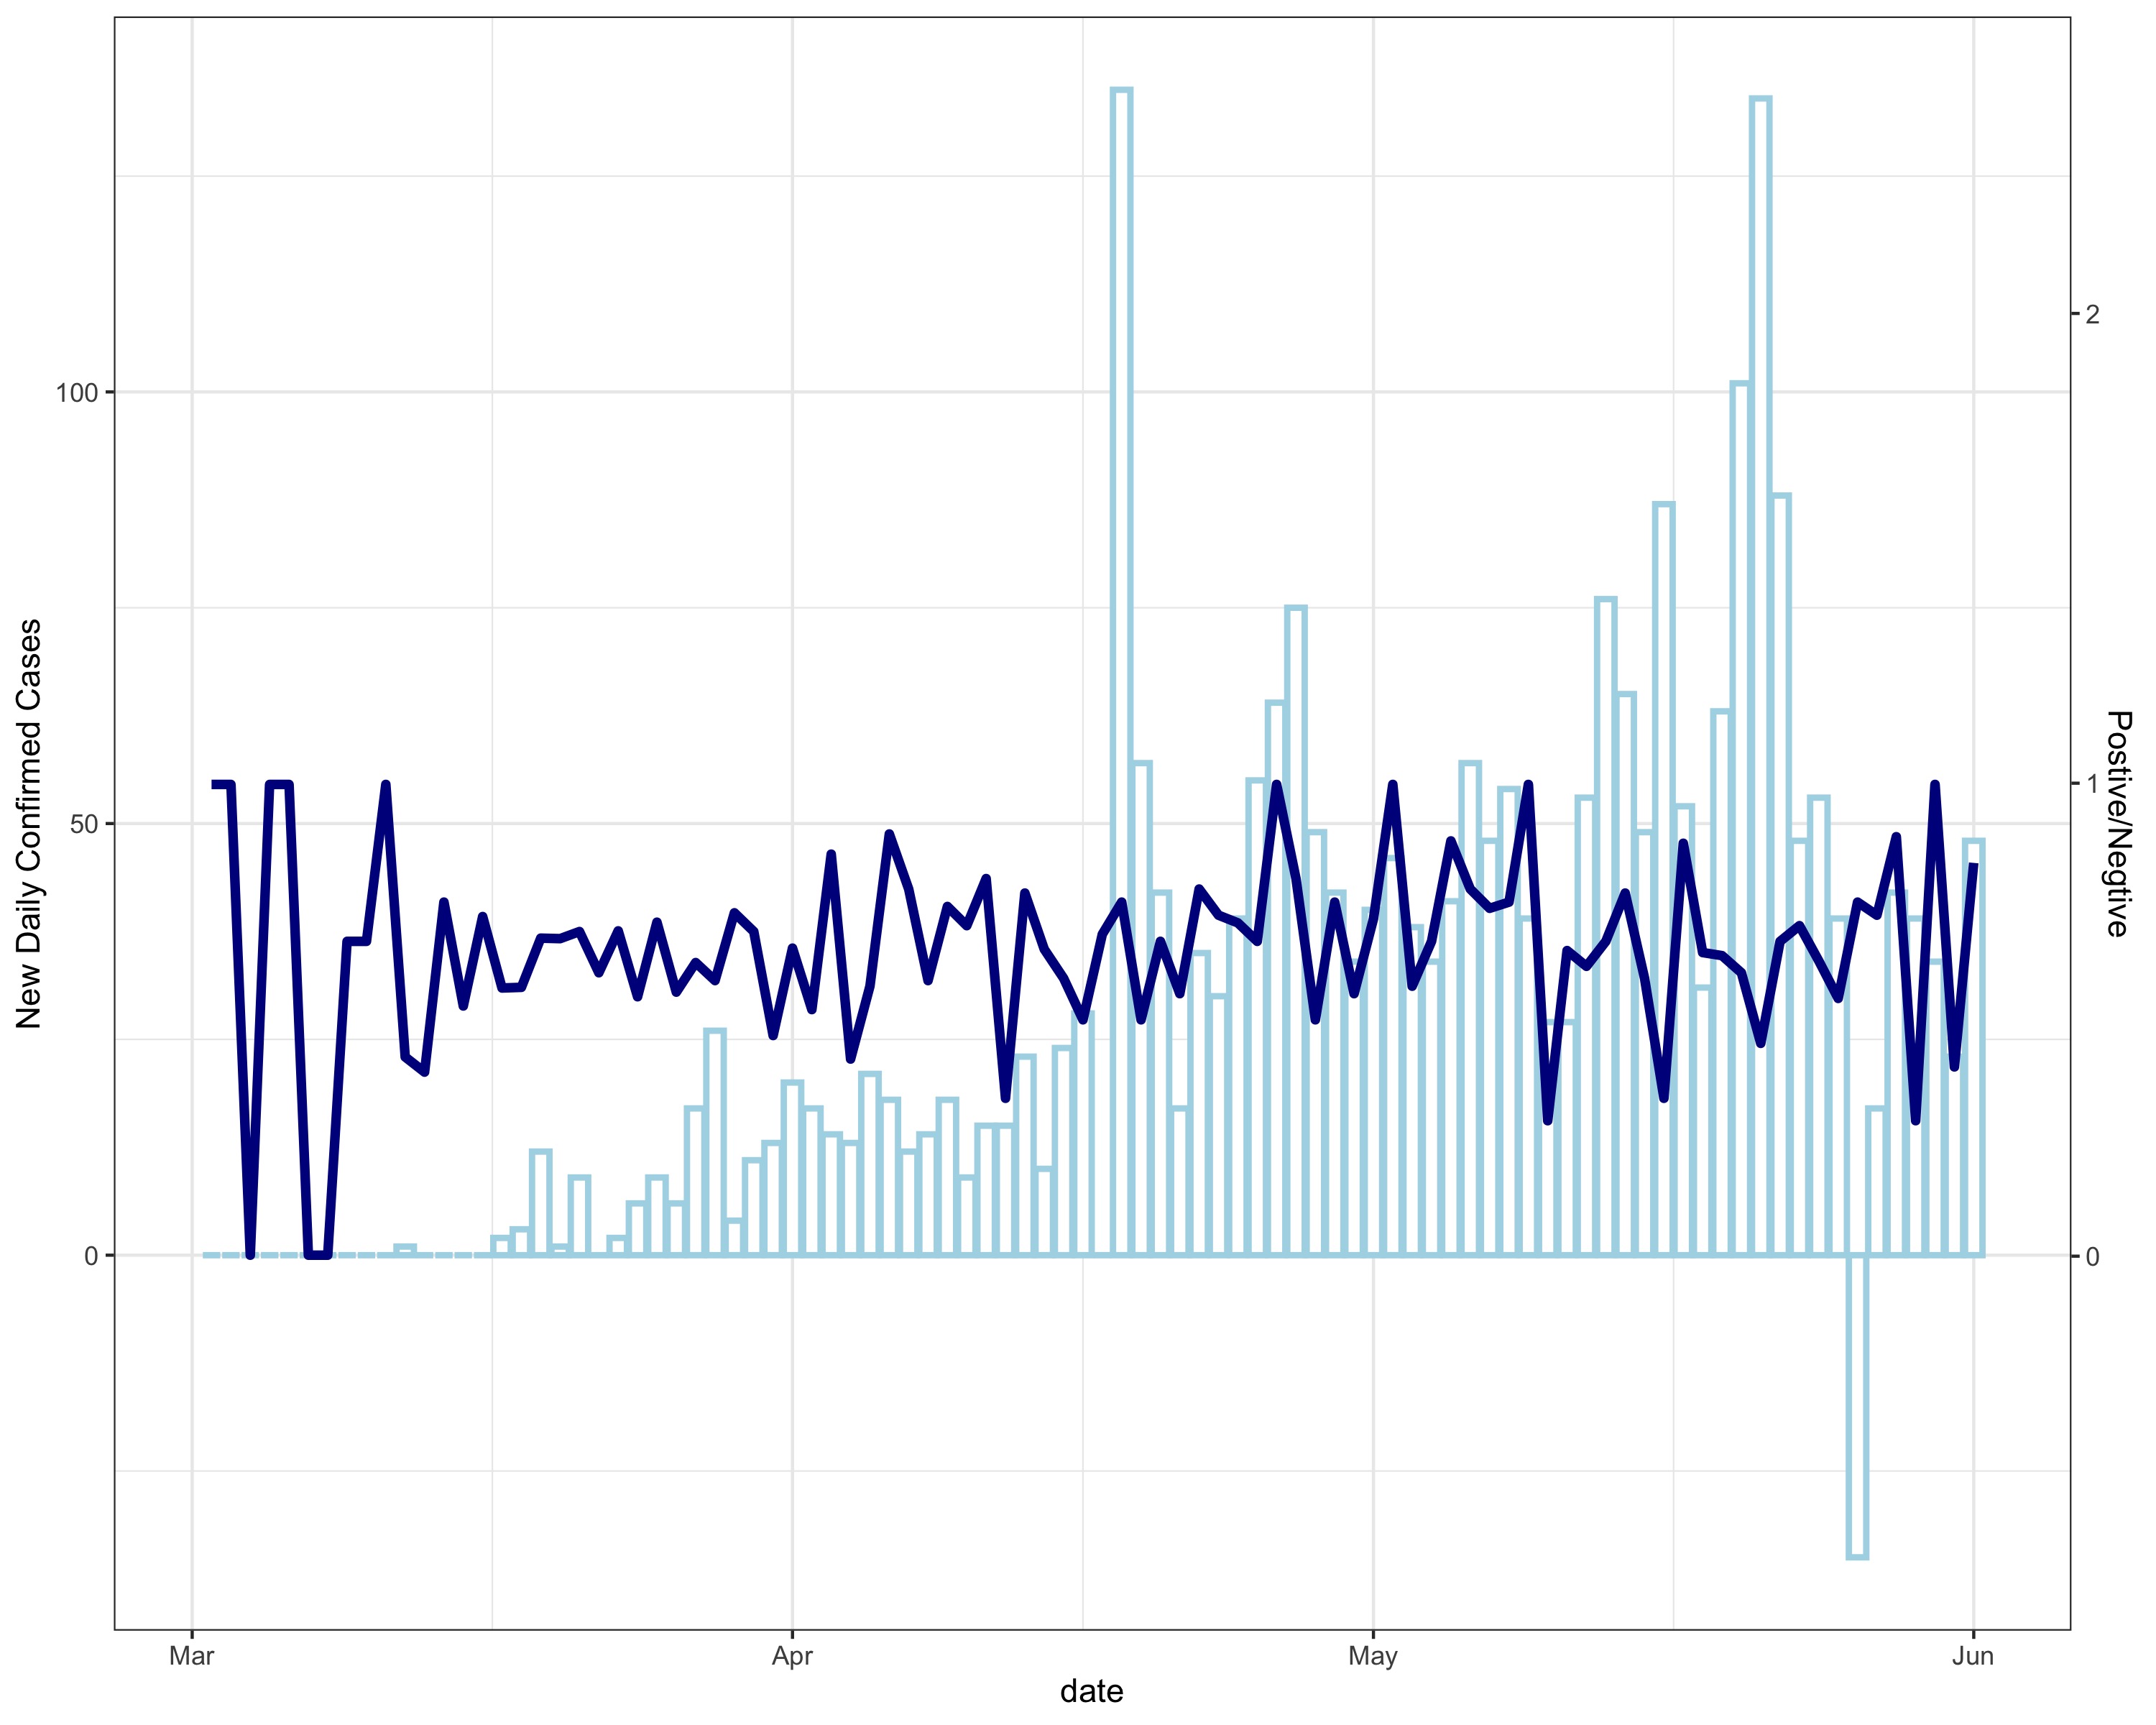 New Daily Confirmed Cases
100
50
0
2
1
0
Postive/Negtive
Mar
Apr
May
Jun
date